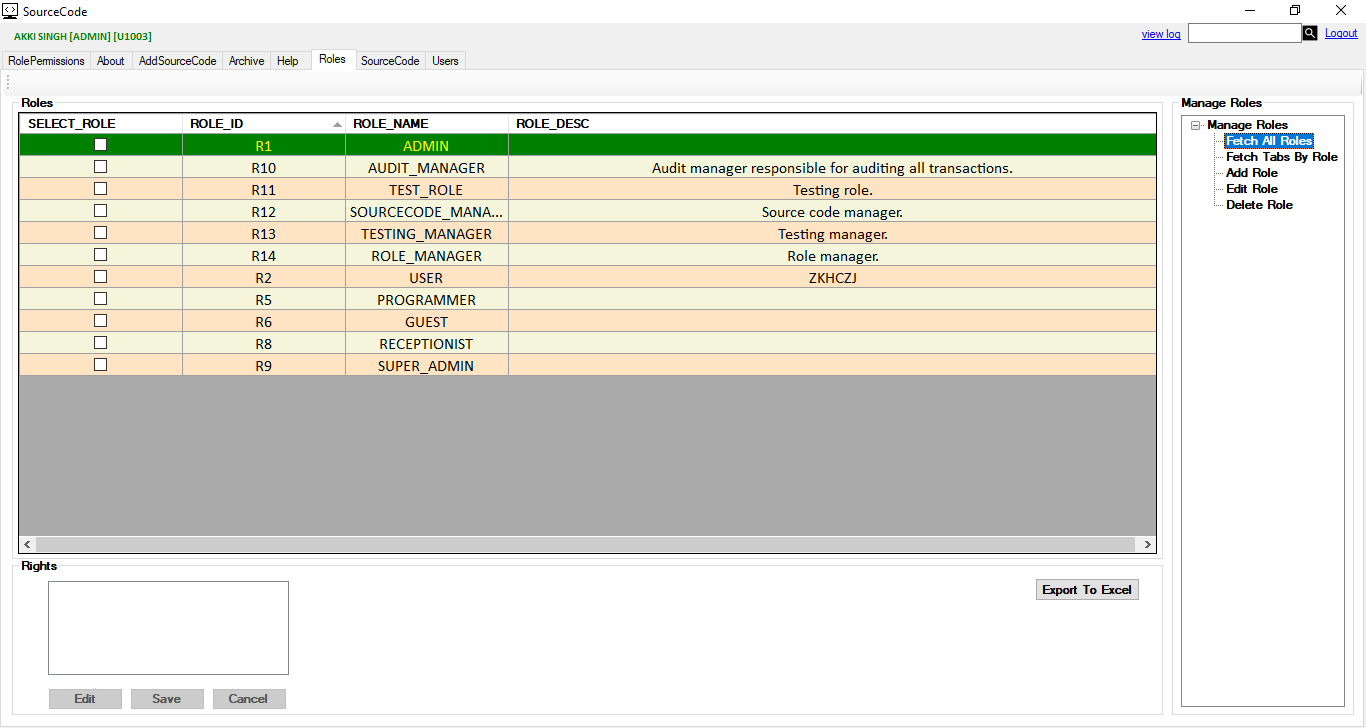 SourceCode
AKKI SINGH [ADMIN] [U1003]
view log
Logout
RolePermissions About AddSourceCode Archive Help Roles SourceCode Users
Roles
SELECT_ROLE ROLE_ID ROLE_NAME ROLE_DESC
R1 ADMIN
R10 AUDIT_MANAGER Audit manager responsible for auditing all transactions.
R11 TEST_ROLE Testing role.
R12 SOURCECODE_MANA... Source code manager.
R13 TESTING_MANAGER Testing manager.
R14 ROLE_MANAGER Role manager.
R2 USER ZKHCZJ
R5 PROGRAMMER
R6 GUEST
R8 RECEPTIONIST
R9 SUPER_ADMIN
Manage Roles
Manage Roles
Fetch All Roles
Fetch Tabs By Role
Add Role
Edit Role
Delete Role
Rights
Export To Excel
Edit Save Cancel